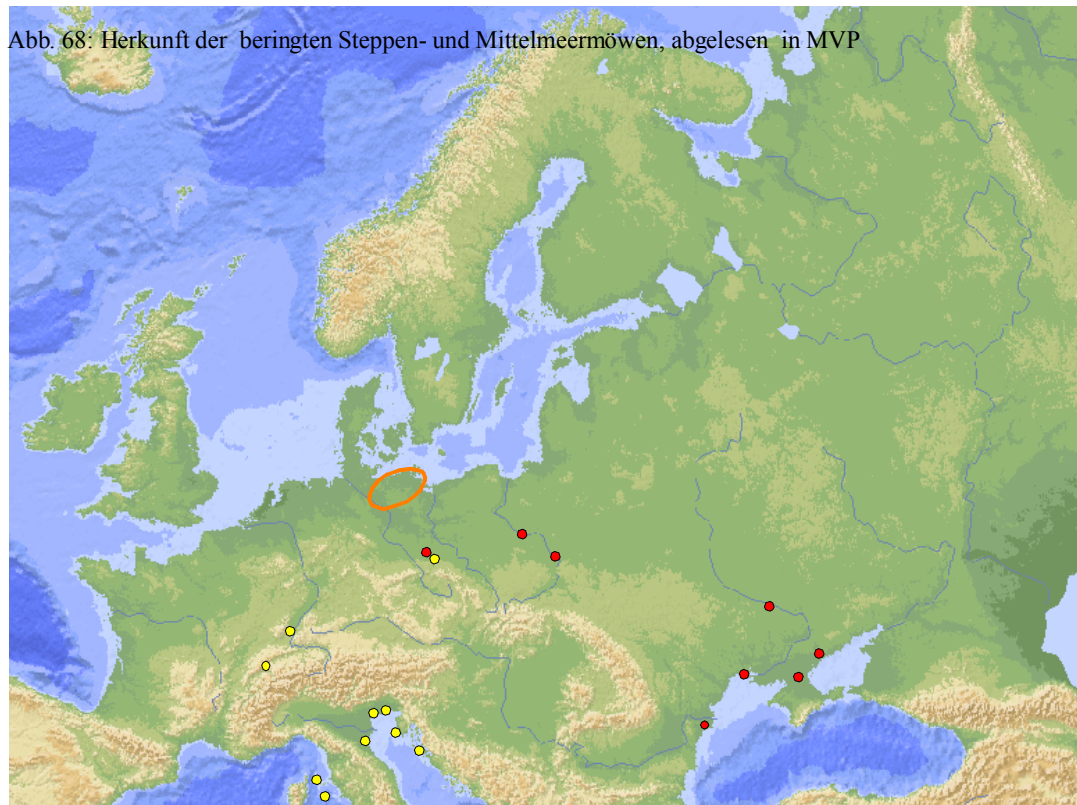 Abb. 68: Herkunft der beringten Steppen- und Mittelmeermöwen, abgelesen in MVP